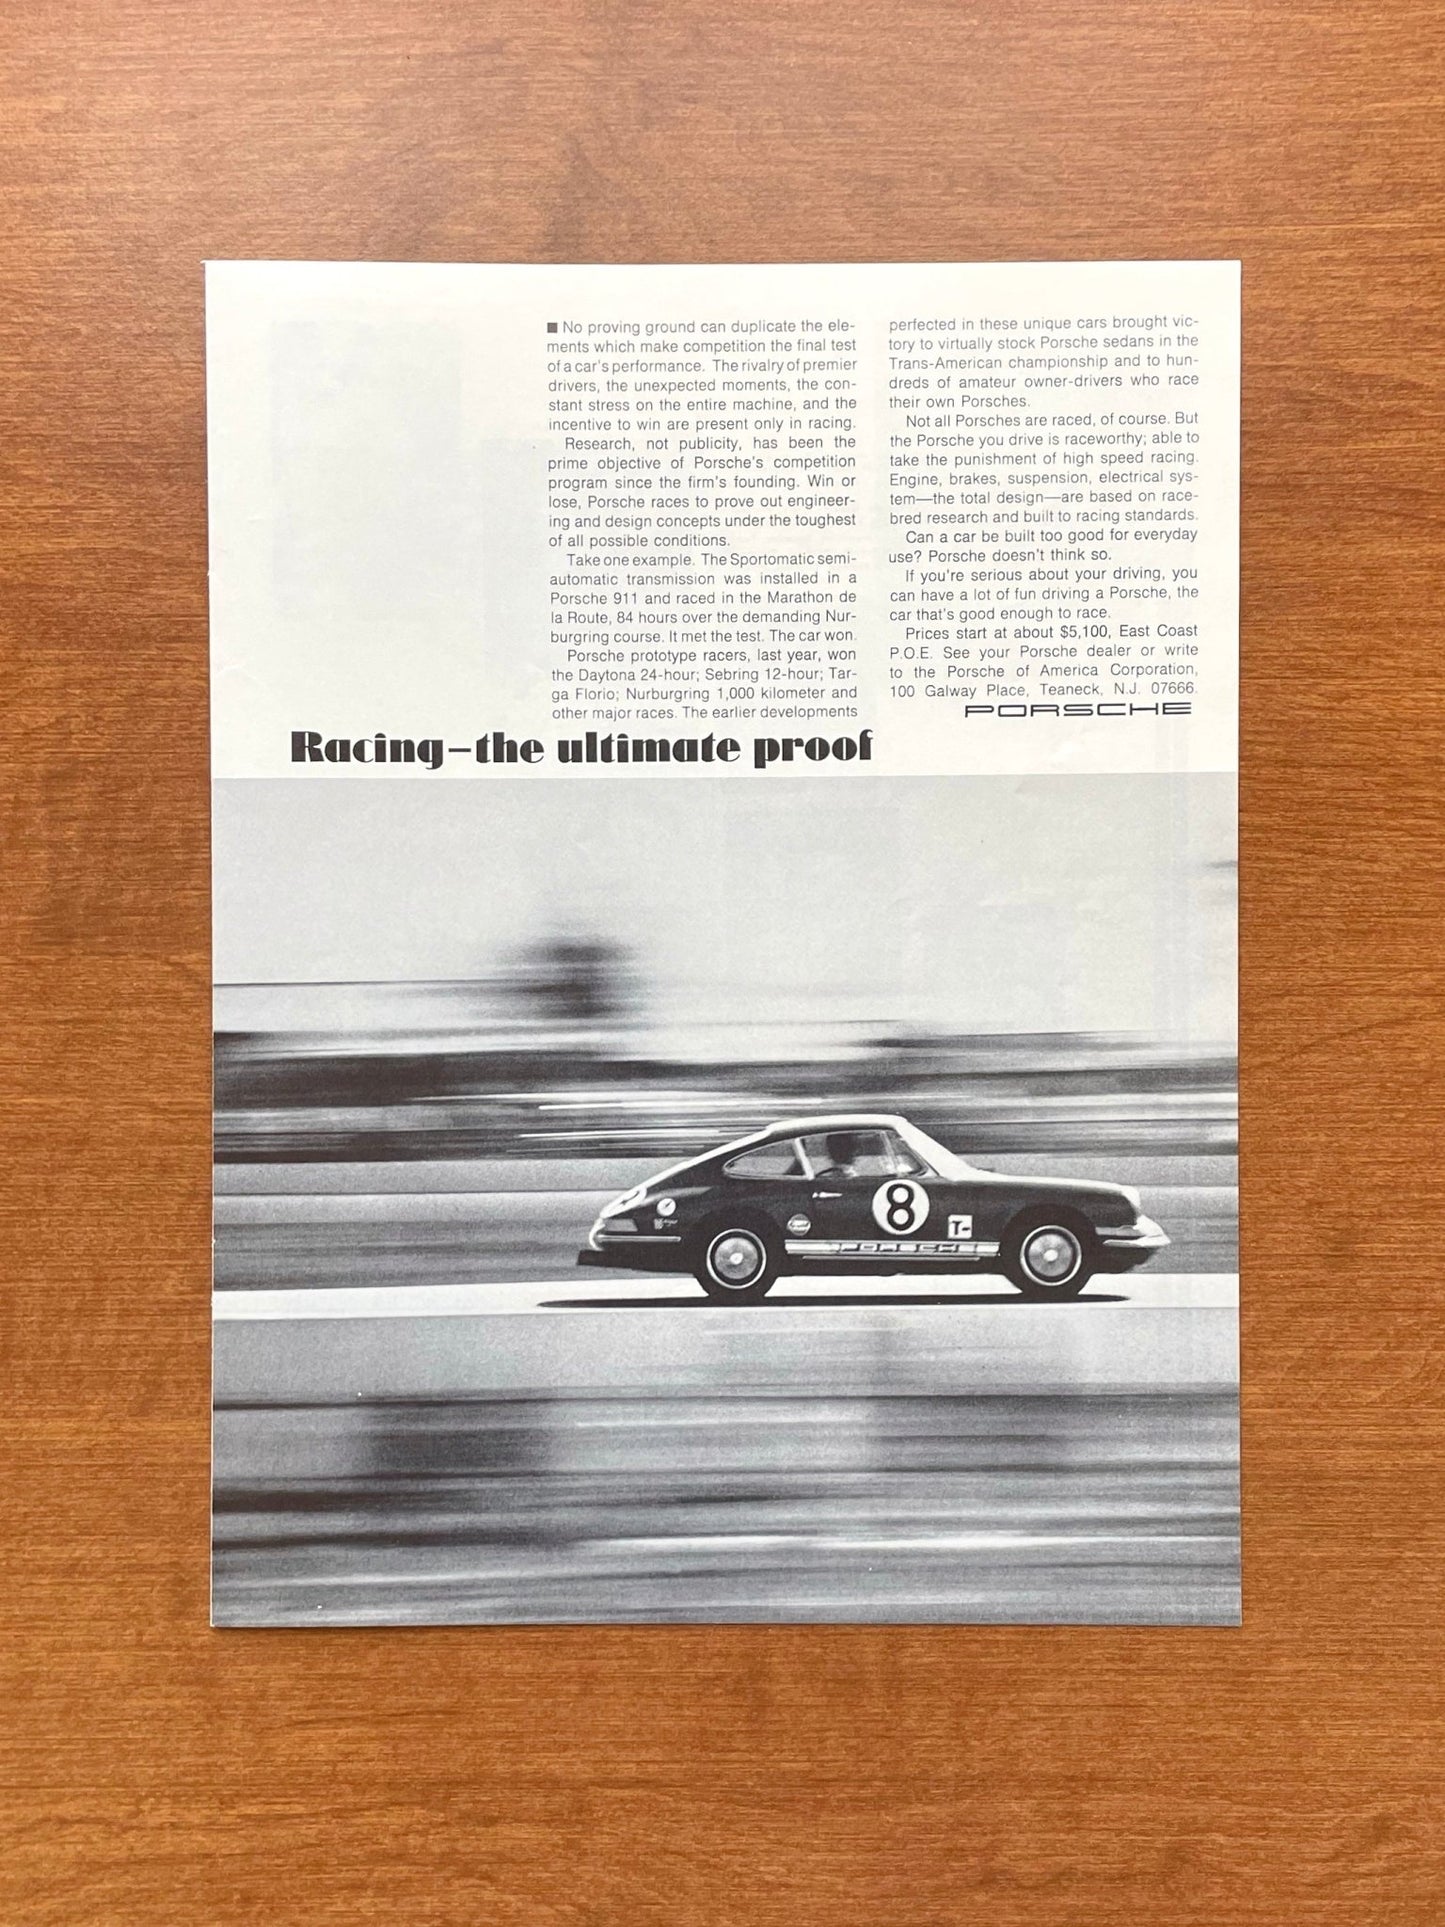 ■ No proving ground can duplicate the ele-
ments which make competition the final test
of a car's performance. The rivalry of premier
drivers, the unexpected moments, the con-
stant stress on the entire machine, and the
incentive to win are present only in racing.
Research, not publicity, has been the
prime objective of Porsche's competition
program since the firm's founding. Win or
lose, Porsche races to prove out engineer-
ing and design concepts under the toughest
of all possible conditions.
Take one example. The Sportomatic semi-
automatic transmission was installed in a
Porsche 911 and raced in the Marathon de
la Route, 84 hours over the demanding Nur-
burgring course. It met the test. The car won.
Porsche prototype racers, last year, won
the Daytona 24-hour; Sebring 12-hour; Tar-
ga Florio; Nurburgring 1,000 kilometer and
other major races. The earlier developments
perfected in these unique cars brought vic-
tory to virtually stock Porsche sedans in the
Trans-American championship and to hun-
dreds of amateur owner-drivers who race
their own Porsches.
Not all Porsches are raced, of course. But
the Porsche you drive is raceworthy; able to
take the punishment of high speed racing.
Engine, brakes, suspension, electrical sys-
tem—the total design—are based on race-
bred research and built to racing standards.
Can a car be built too good for everyday
use? Porsche doesn't think so.
If you're serious about your driving, you
can have a lot of fun driving a Porsche, the
car that's good enough to race.
Prices start at about $5,100, East Coast
P.O.E. See your Porsche dealer or write
to the Porsche of America Corporation,
100 Galway Place, Teaneck, N.J. 07666.
PORSCHE
Racing—the ultimate proof
8
T-
PORSCHE